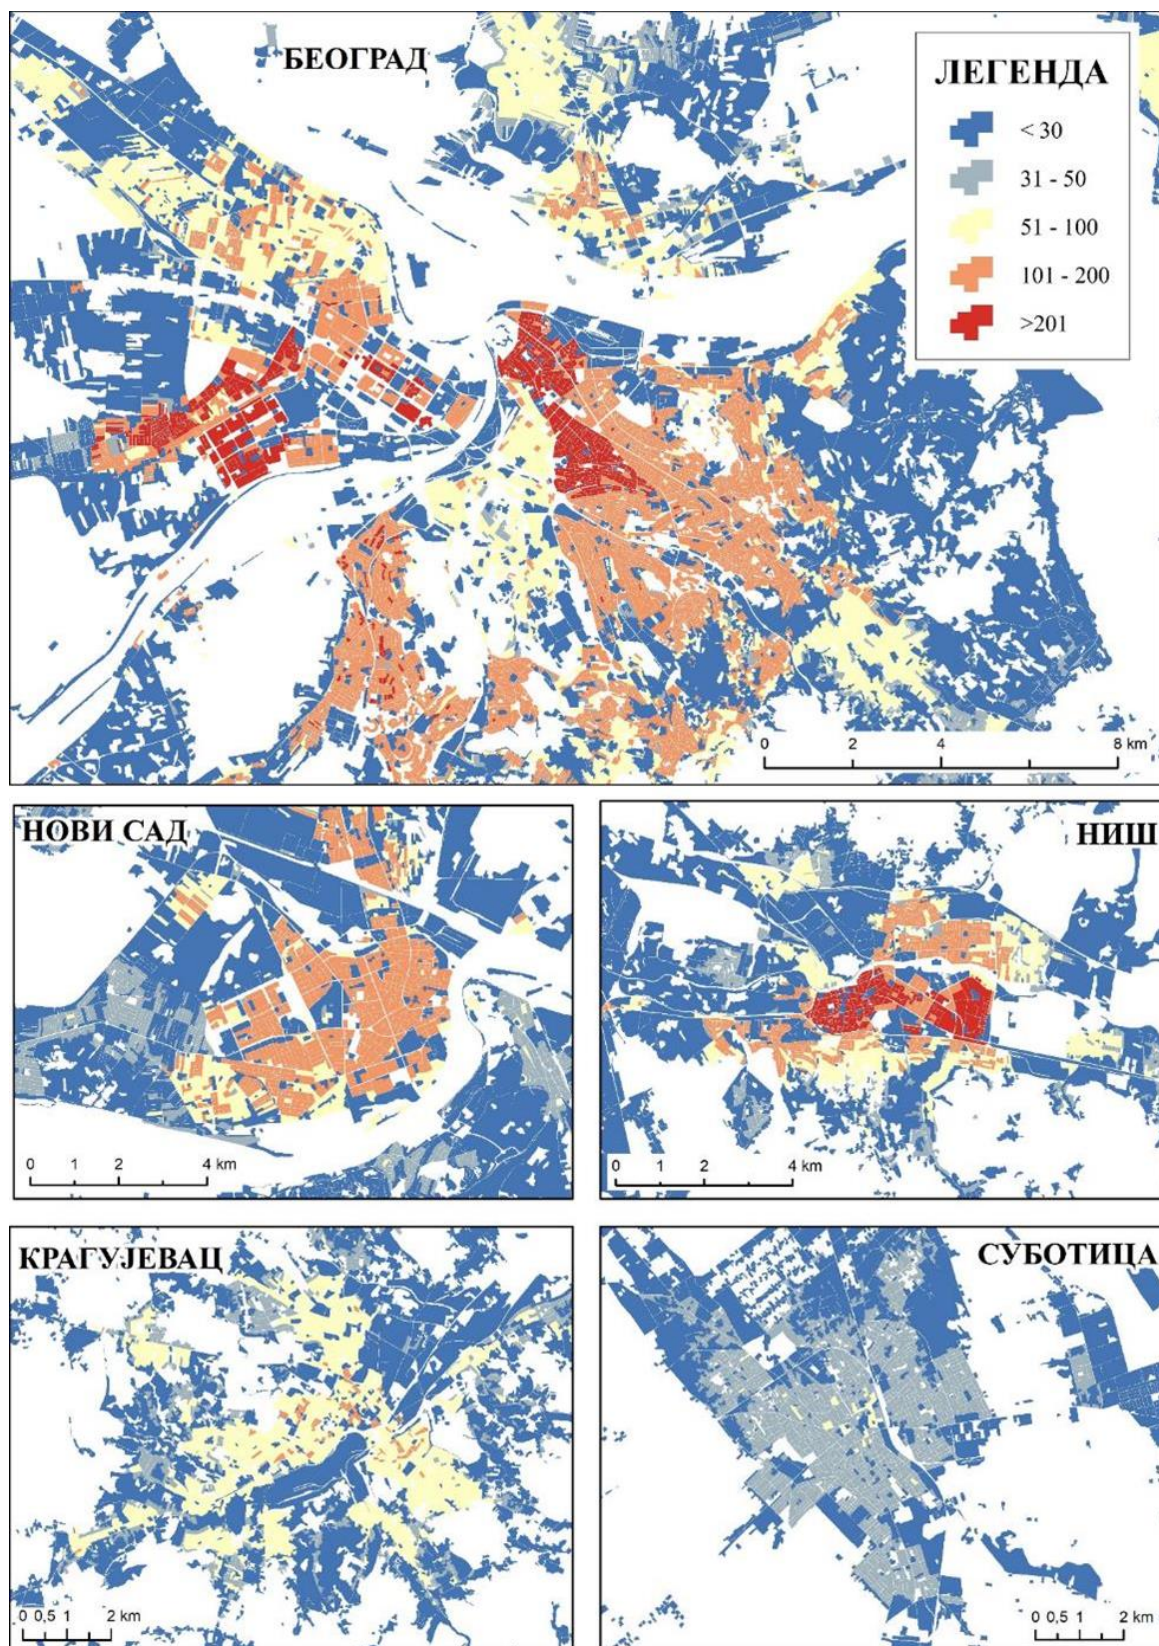 БЕОГРАД
ЛЕГЕНДА
< 30
31 - 50
51 - 100
101 - 200
>201
0 2 4 8 km
НОВИ САД
0 1 2 4 km
НИШ
0 1 2 4 km
КРАГУЈЕВАЦ
0 0,5 1 2 km
СУБОТИЦА
0 0,5 1 2 km